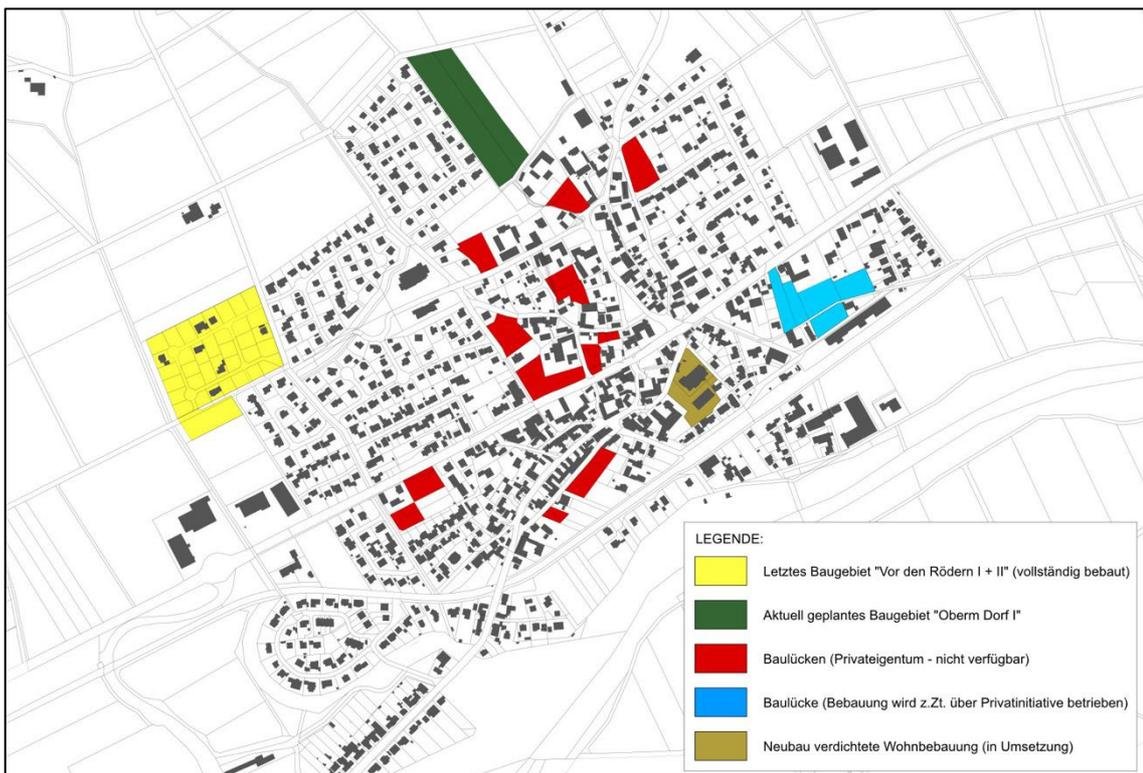 LEGENDE:
Letztes Baugebiet "Vor den Rödern I + II" (vollständig bebaut)
Aktuell geplantes Baugebiet "Oberm Dorf I"
Baulücken (Privateigentum - nicht verfügbar)
Baulücke (Bebauung wird z.Zt. über Privatinitiative betrieben)
Neubau verdichtete Wohnbebauung (in Umsetzung)